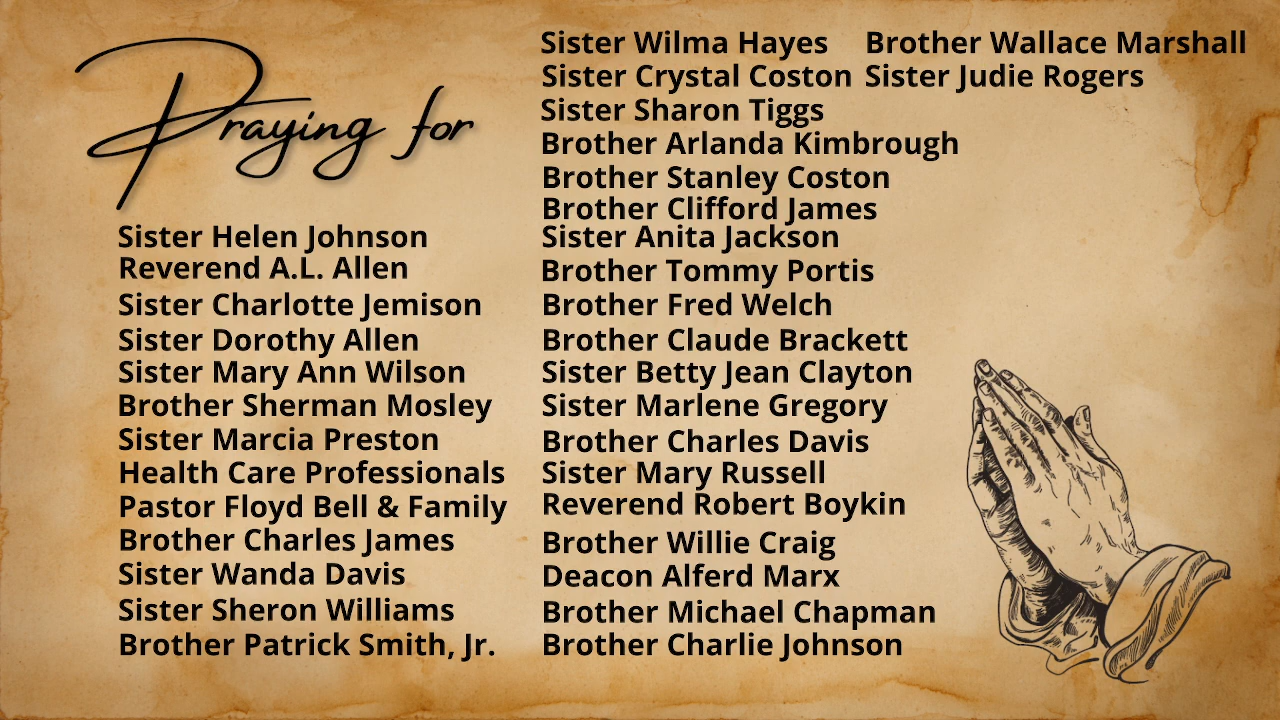 Praying for
Sister Helen Johnson
Reverend A.L. Allen
Sister Charlotte Jemison
Sister Dorothy Allen
Sister Mary Ann Wilson
Brother Sherman Mosley
Sister Marcia Preston
Health Care Professionals
Pastor Floyd Bell & Family
Brother Charles James
Sister Wanda Davis
Sister Sheron Williams
Brother Patrick Smith, Jr.
Sister Wilma Hayes
Sister Crystal Coston
Sister Sharon Tiggs
Brother Arlanda Kimbrough
Brother Stanley Coston
Brother Clifford James
Sister Anita Jackson
Brother Tommy Portis
Brother Fred Welch
Brother Claude Brackett
Sister Betty Jean Clayton
Sister Marlene Gregory
Brother Charles Davis
Sister Mary Russell
Reverend Robert Boykin
Brother Willie Craig
Deacon Alferd Marx
Brother Michael Chapman
Brother Charlie Johnson
Brother Wallace Marshall
Sister Judie Rogers